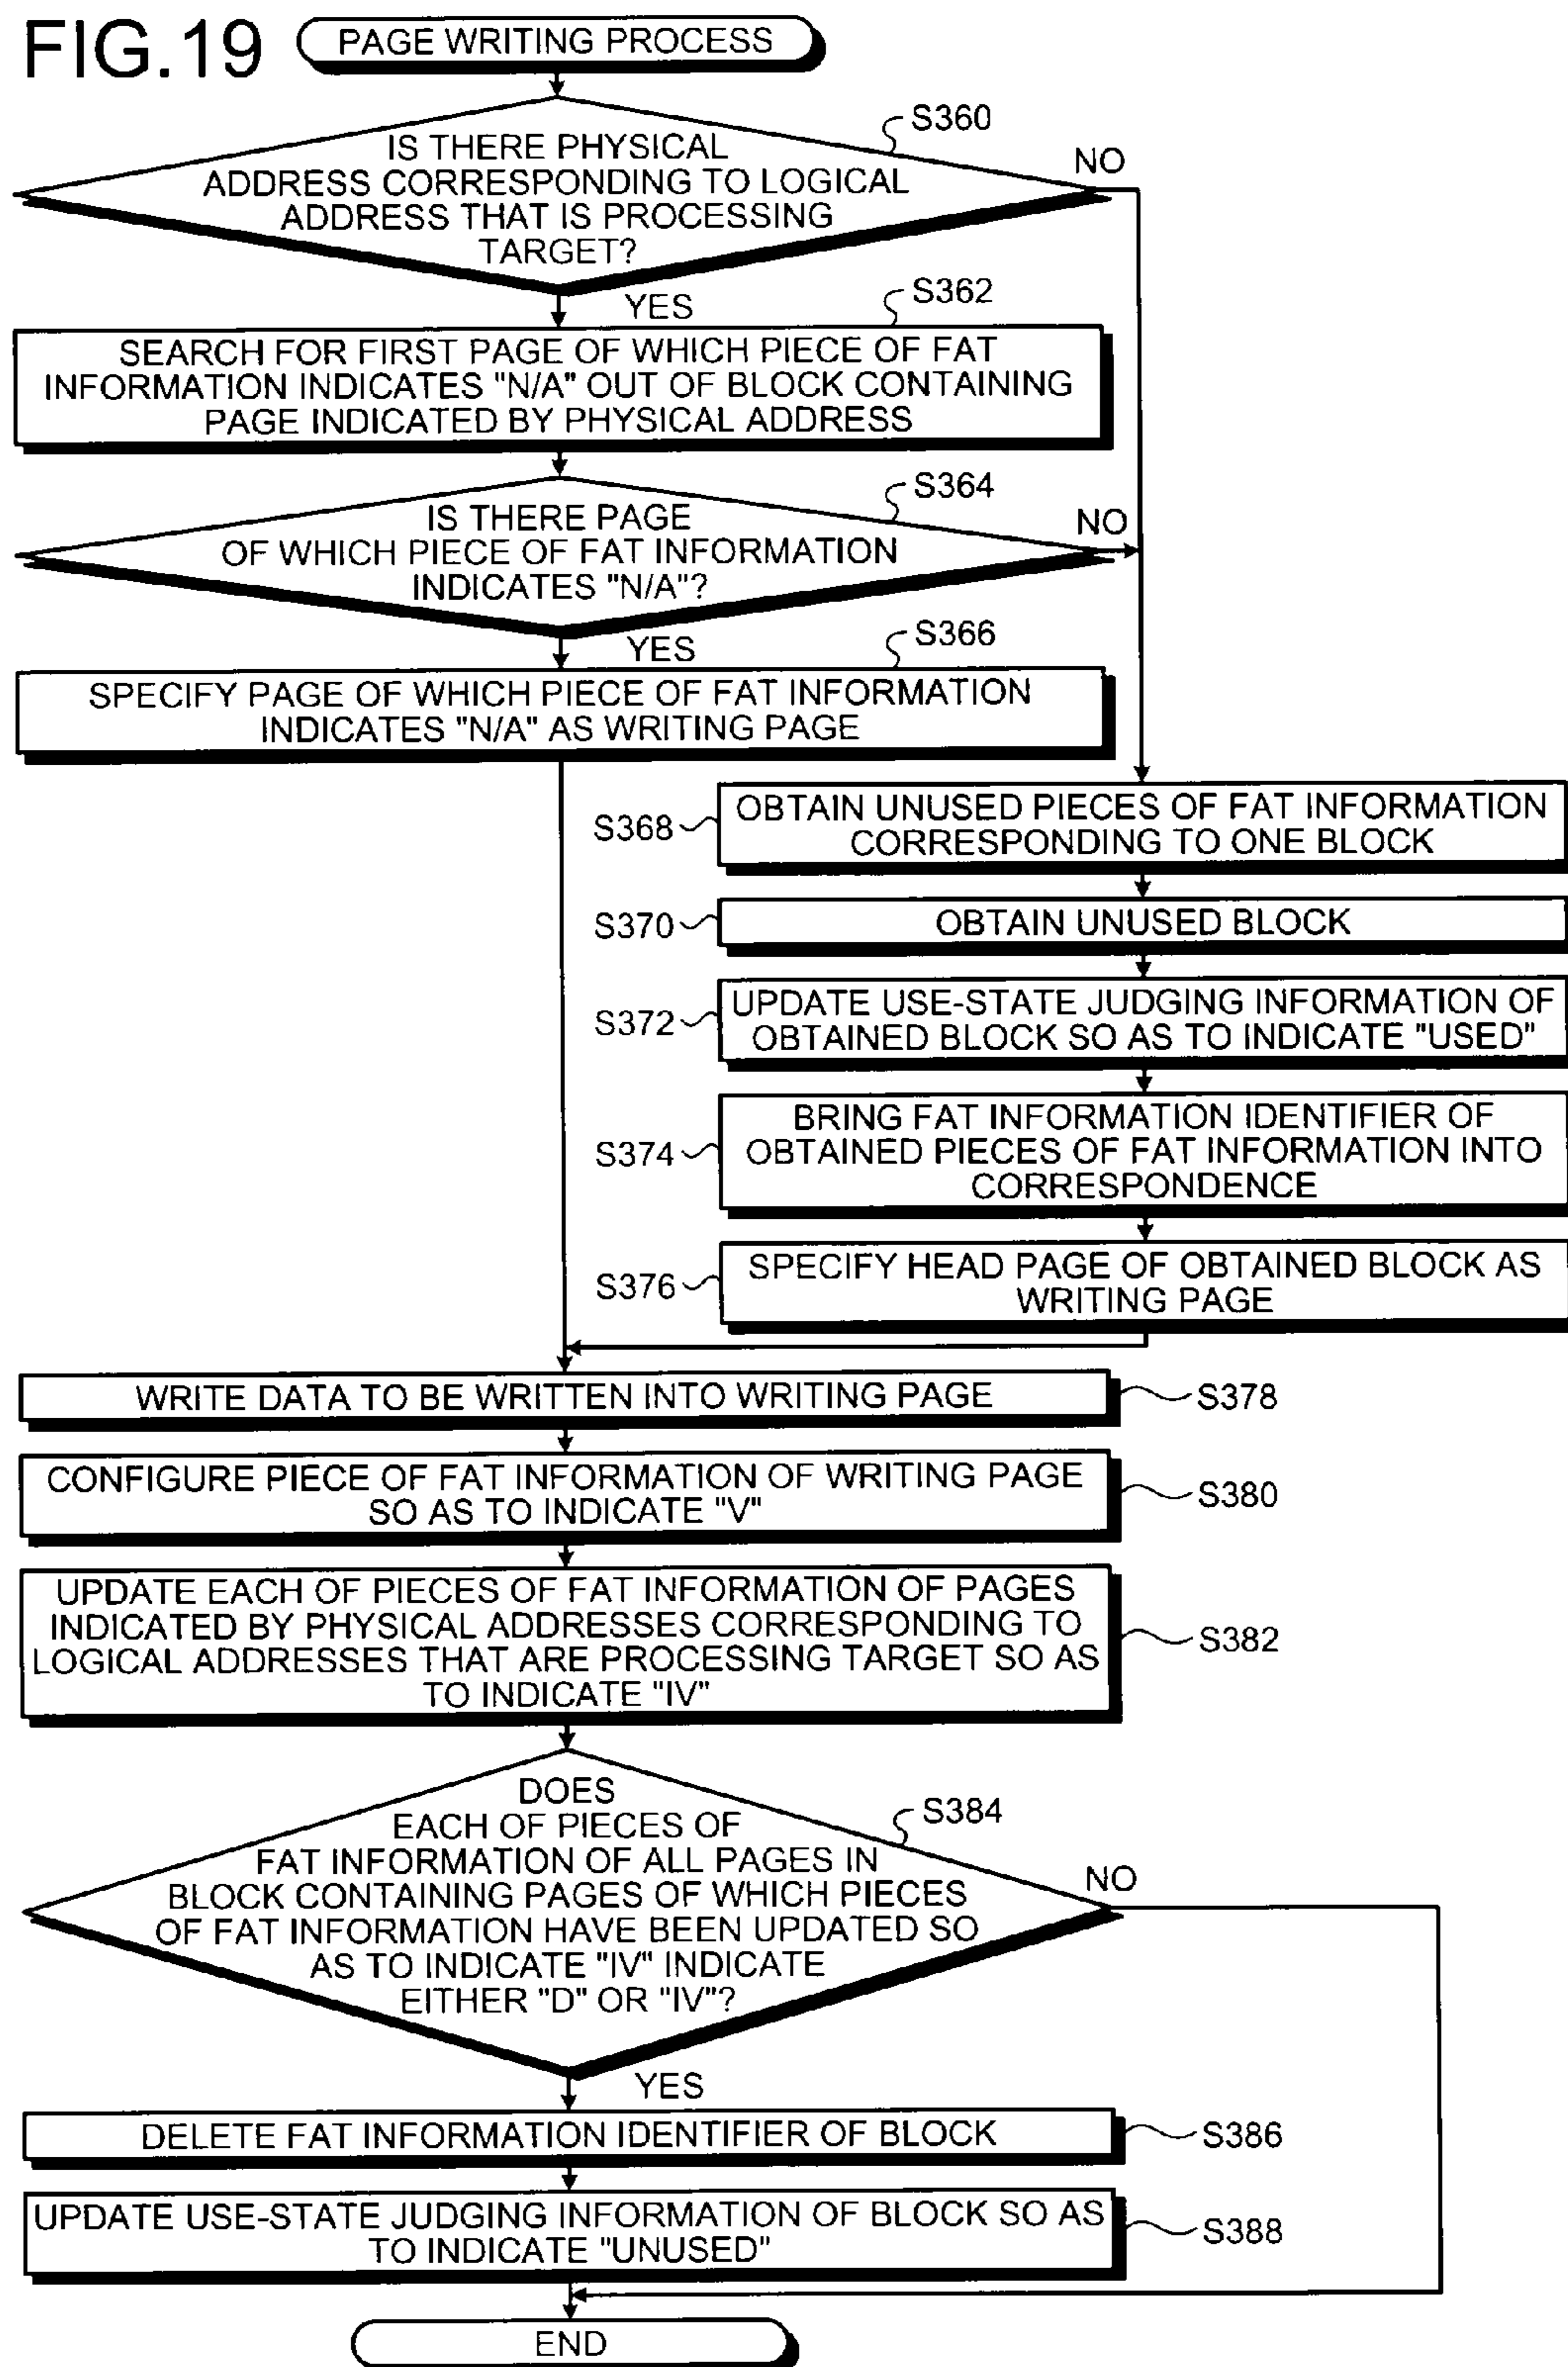 FIG.19
PAGE WRITING PROCESS
S360
IS THERE PHYSICAL
ADDRESS CORRESPONDING TO LOGICAL
ADDRESS THAT IS PROCESSING
TARGET?
NO
YES
S362
SEARCH FOR FIRST PAGE OF WHICH PIECE OF FAT
INFORMATION INDICATES "N/A" OUT OF BLOCK CONTAINING
PAGE INDICATED BY PHYSICAL ADDRESS
S364
IS THERE PAGE
OF WHICH PIECE OF FAT INFORMATION
INDICATES "N/A"?
NO
YES
S366
SPECIFY PAGE OF WHICH PIECE OF FAT INFORMATION
INDICATES "N/A" AS WRITING PAGE
S368
OBTAIN UNUSED PIECES OF FAT INFORMATION
CORRESPONDING TO ONE BLOCK
S370
OBTAIN UNUSED BLOCK
S372
UPDATE USE-STATE JUDGING INFORMATION OF
OBTAINED BLOCK SO AS TO INDICATE "USED"
S374
BRING FAT INFORMATION IDENTIFIER OF
OBTAINED PIECES OF FAT INFORMATION INTO
CORRESPONDENCE
S376
SPECIFY HEAD PAGE OF OBTAINED BLOCK AS
WRITING PAGE
WRITE DATA TO BE WRITTEN INTO WRITING PAGE
S378
CONFIGURE PIECE OF FAT INFORMATION OF WRITING PAGE
SO AS TO INDICATE "V"
S380
UPDATE EACH OF PIECES OF FAT INFORMATION OF PAGES
INDICATED BY PHYSICAL ADDRESSES CORRESPONDING TO
LOGICAL ADDRESSES THAT ARE PROCESSING TARGET SO AS
TO INDICATE "IV"
S382
S384
DOES
EACH OF PIECES OF
FAT INFORMATION OF ALL PAGES IN
BLOCK CONTAINING PAGES OF WHICH PIECES
OF FAT INFORMATION HAVE BEEN UPDATED SO
AS TO INDICATE "IV" INDICATE
EITHER "D" OR "IV"?
NO
YES
DELETE FAT INFORMATION IDENTIFIER OF BLOCK
S386
UPDATE USE-STATE JUDGING INFORMATION OF BLOCK SO AS
TO INDICATE "UNUSED"
S388
END